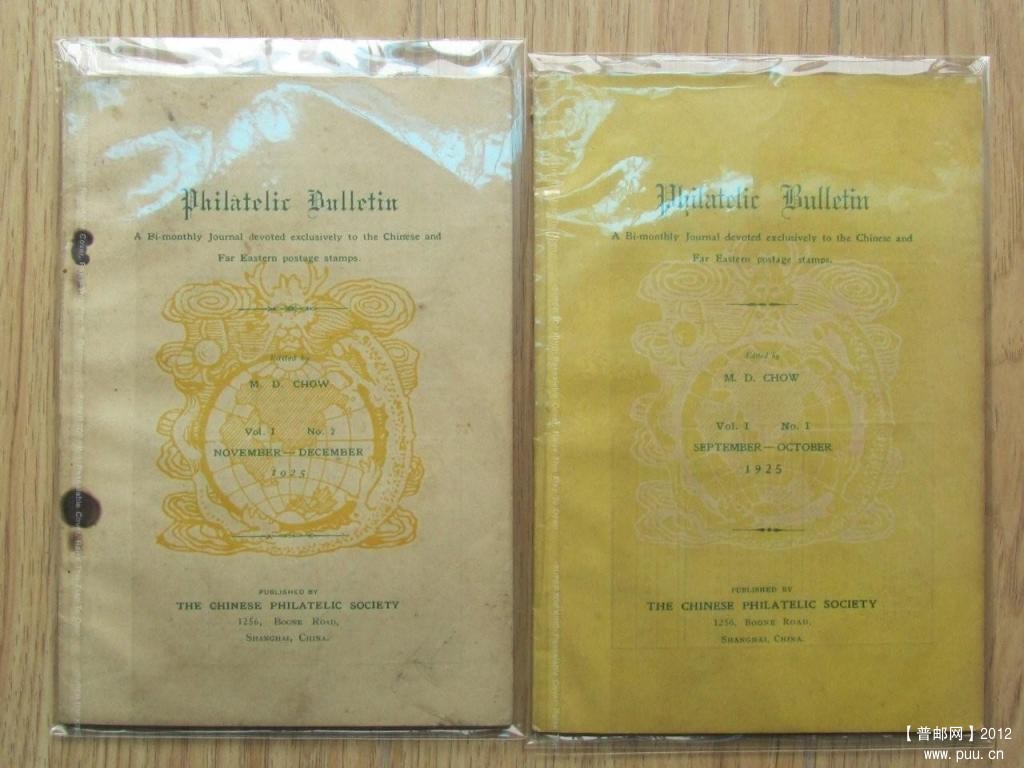 Philatelic Bulletin
A Bi-monthly Journal devoted exclusively to the Chinese and
Far Eastern postage stamps.
Edited by
M. D. CHOW
Vol. I No. 2
NOVEMBER — DECEMBER
1925
PUBLISHED BY
THE CHINESE PHILATELIC SOCIETY
1256, BOONE ROAD,
SHANGHAI, CHINA.
Philatelic Bulletin
A Bi-monthly Journal devoted exclusively to the Chinese and
Far Eastern postage stamps.
Edited by
M. D. CHOW
Vol. I No. 1
SEPTEMBER — OCTOBER
1925
PUBLISHED BY
THE CHINESE PHILATELIC SOCIETY
1256, BOONE ROAD,
SHANGHAI, CHINA.
【普邮网】2012
www.puu.cn